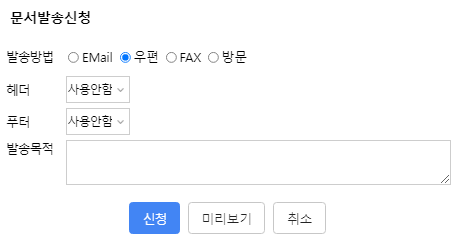 문서발송신청
발송방법 EMail 우편 FAX 방문
헤더 사용안함
푸터 사용안함
발송목적
신청 미리보기 취소